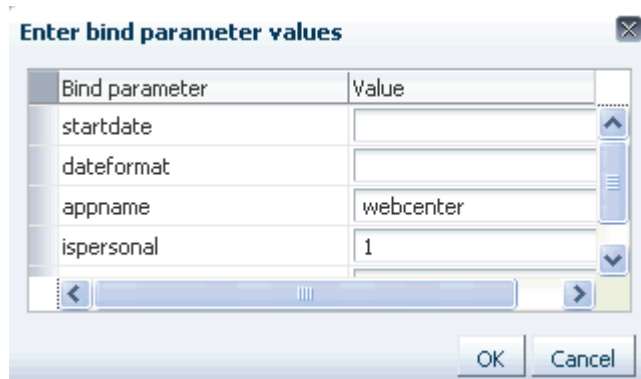 Enter bind parameter values
Bind parameter Value
startdate
dateformat
appname webcenter
ispersonal 1
OK Cancel